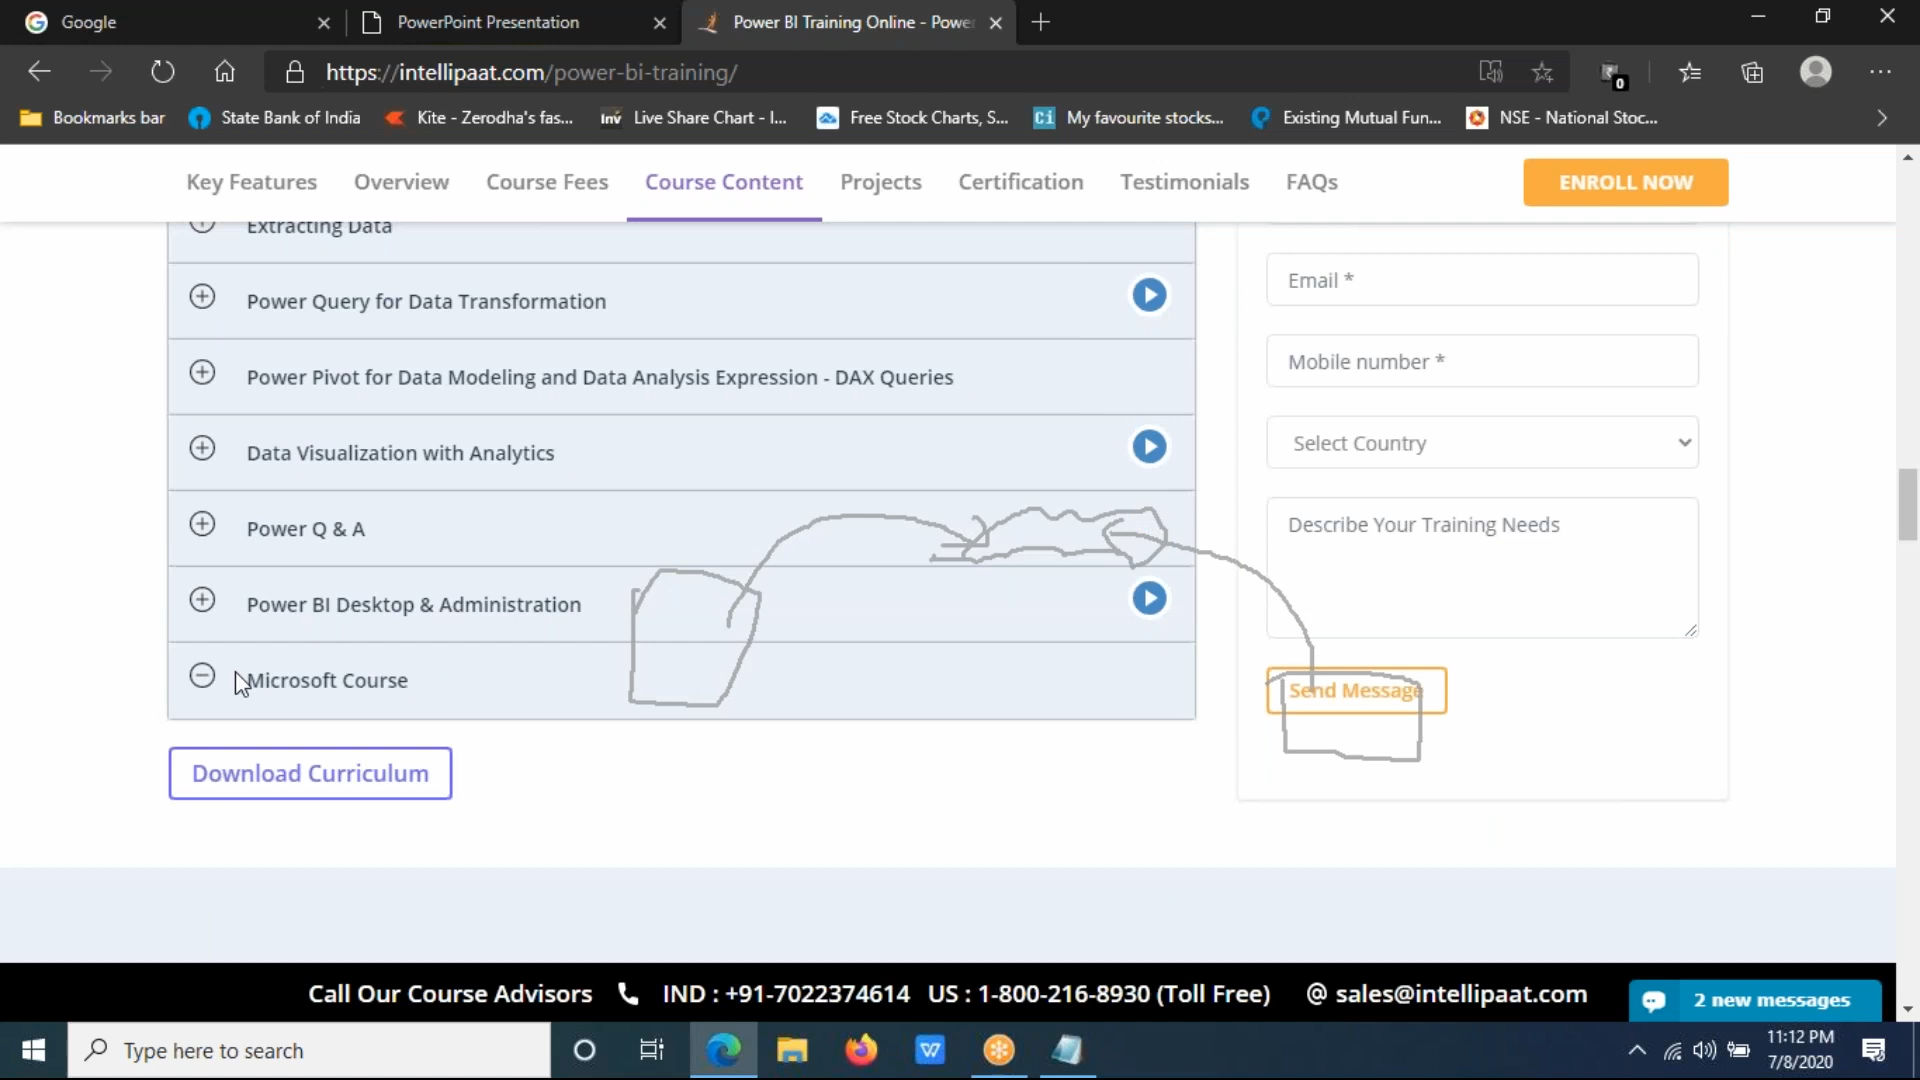 Google
PowerPoint Presentation
Power BI Training Online - Power
https://intellipaat.com/power-bi-training/
0
Bookmarks bar
State Bank of India
Kite - Zerodha's fas...
Inv Live Share Chart - I...
Free Stock Charts, S...
Ci My favourite stocks...
Existing Mutual Fun...
NSE - National Stoc...
Key Features
Overview
Course Fees
Course Content
Projects
Certification
Testimonials
FAQs
ENROLL NOW
Extracting Data
Power Query for Data Transformation
Power Pivot for Data Modeling and Data Analysis Expression - DAX Queries
Data Visualization with Analytics
Power Q & A
Power BI Desktop & Administration
Microsoft Course
Download Curriculum
Email *
Mobile number *
Select Country
Describe Your Training Needs
Send Message
Call Our Course Advisors IND : +91-7022374614 US : 1-800-216-8930 (Toll Free) @ sales@intellipaat.com
2 new messages
Type here to search
11:12 PM
7/8/2020